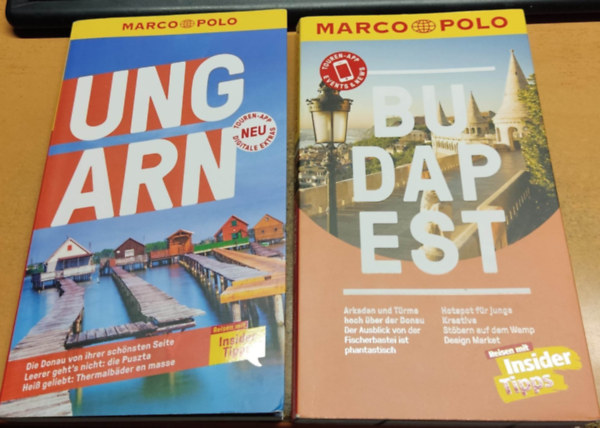 MARCO POLO
UNG
ARN
TOUREN-APP
NEU
DIGITALE EXTRAS
Die Donau von ihrer schönsten Seite
Leerer geht's nicht: die Puszta
Heiß geliebt: Thermalbäder en masse
Reisen mit
Insider
Tipps
MARCO POLO
TOUREN-APP
EVENTS & NEWS
BU
DAP
EST
Arkaden und Türme
hoch über der Donau
Der Ausblick von der
Fischerbastei ist
phantastisch
Hotspot für junge
Kreative
Stöbern auf dem Wamp
Design Market
Reisen mit
Insider
Tipps